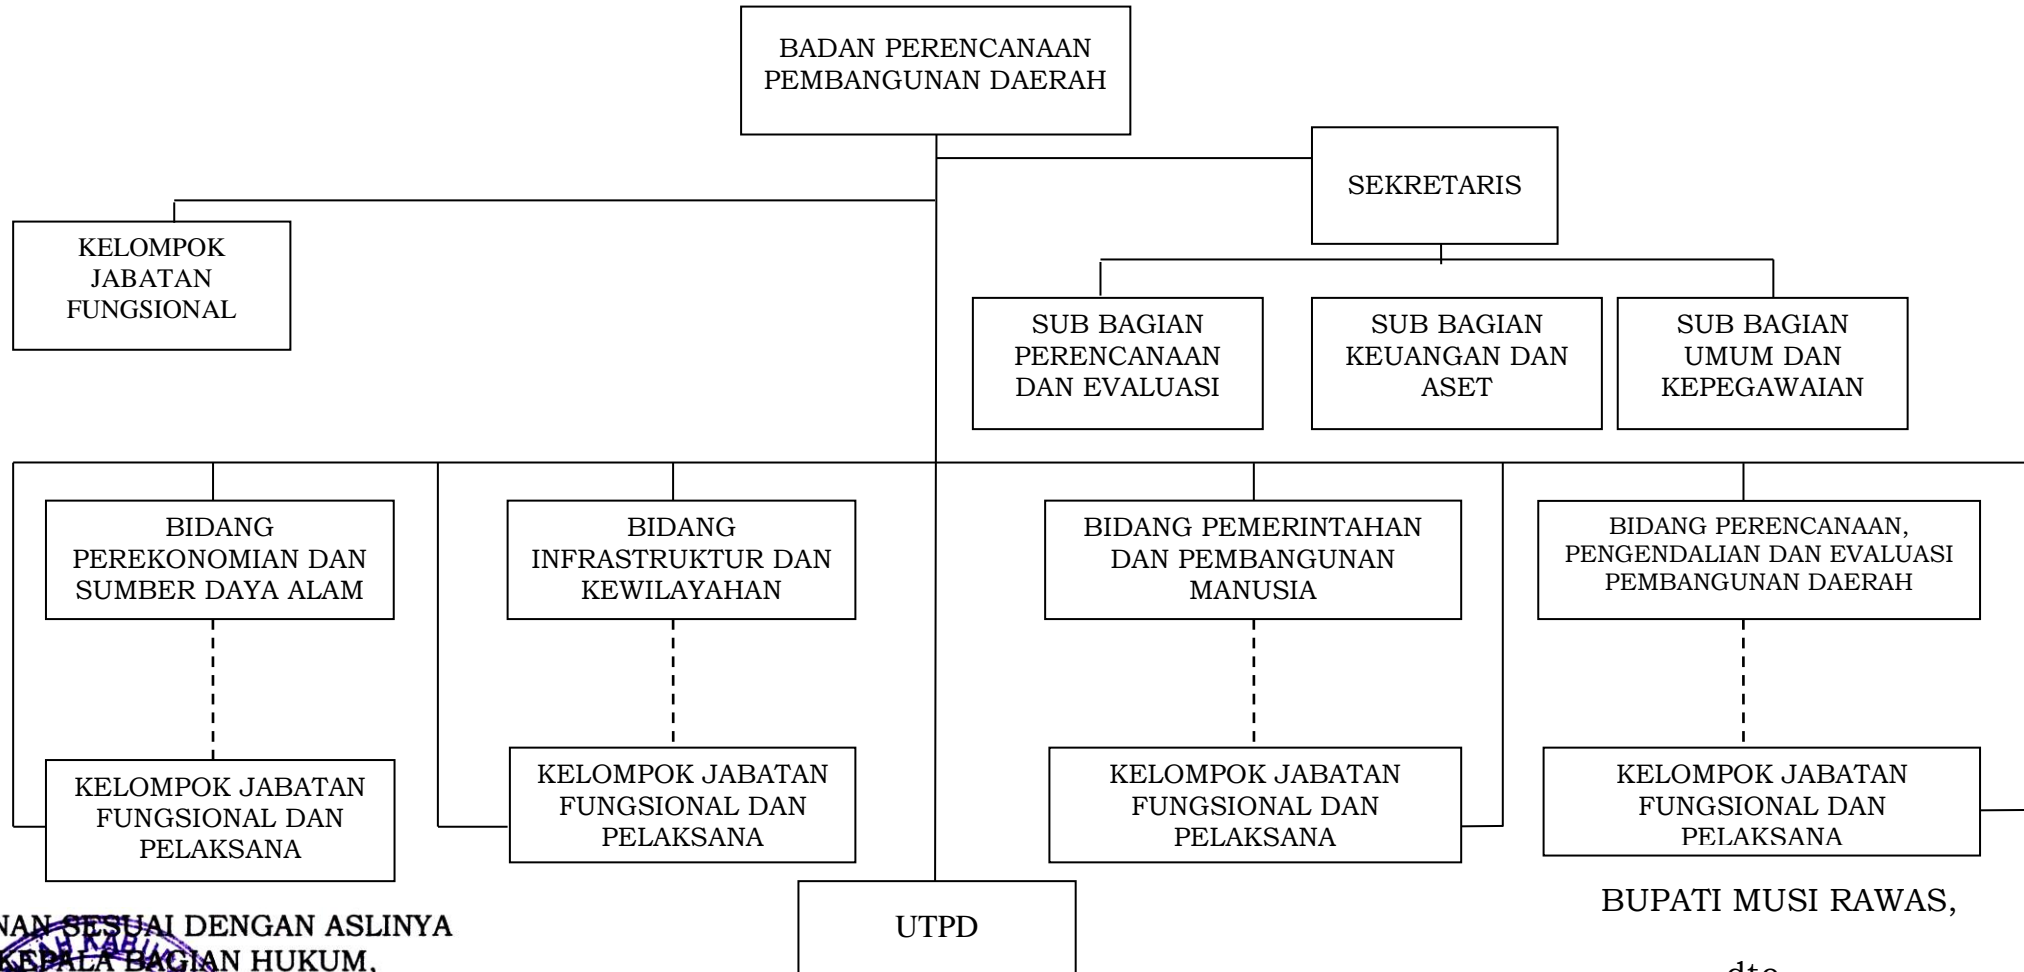 BADAN PERENCANAAN
PEMBANGUNAN DAERAH
SEKRETARIS
KELOMPOK
JABATAN
FUNGSIONAL
SUB BAGIAN
PERENCANAAN
DAN EVALUASI
SUB BAGIAN
KEUANGAN DAN
ASET
SUB BAGIAN
UMUM DAN
KEPEGAWAIAN
BIDANG
PEREKONOMIAN DAN
SUMBER DAYA ALAM
BIDANG
INFRASTRUKTUR DAN
KEWILAYAHAN
BIDANG PEMERINTAHAN
DAN PEMBANGUNAN
MANUSIA
BIDANG PERENCANAAN,
PENGENDALIAN DAN EVALUASI
PEMBANGUNAN DAERAH
KELOMPOK JABATAN
FUNGSIONAL DAN
PELAKSANA
KELOMPOK JABATAN
FUNGSIONAL DAN
PELAKSANA
KELOMPOK JABATAN
FUNGSIONAL DAN
PELAKSANA
KELOMPOK JABATAN
FUNGSIONAL DAN
PELAKSANA
UTPD
BUPATI MUSI RAWAS,
dto
NAN SESUAI DENGAN ASLINYA
KEPALA BAGIAN HUKUM,